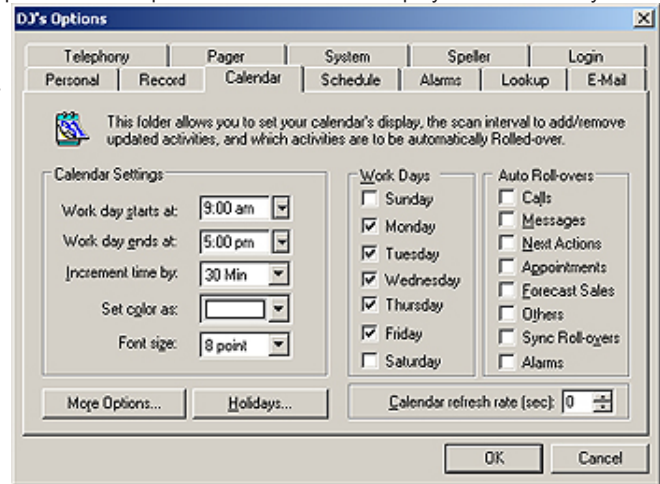 DJ's Options
Telephony Pager System Speller Login
Personal Record Calendar Schedule Alarms Lookup E-Mail
This folder allows you to set your calendar's display, the scan interval to add/remove
updated activities, and which activities are to be automatically Rolled-over.
Calendar Settings
Work day starts at: 9:00 am
Work day ends at: 5:00 pm
Increment time by: 30 Min
Set color as:
Font size: 8 point
More Options...
Holidays...
Work Days
Sunday
Monday
Tuesday
Wednesday
Thursday
Friday
Saturday
Auto Roll-overs
Calls
Messages
Next Actions
Appointments
Forecast Sales
Others
Sync Roll-overs
Alarms
Calendar refresh rate (sec): 0
OK Cancel